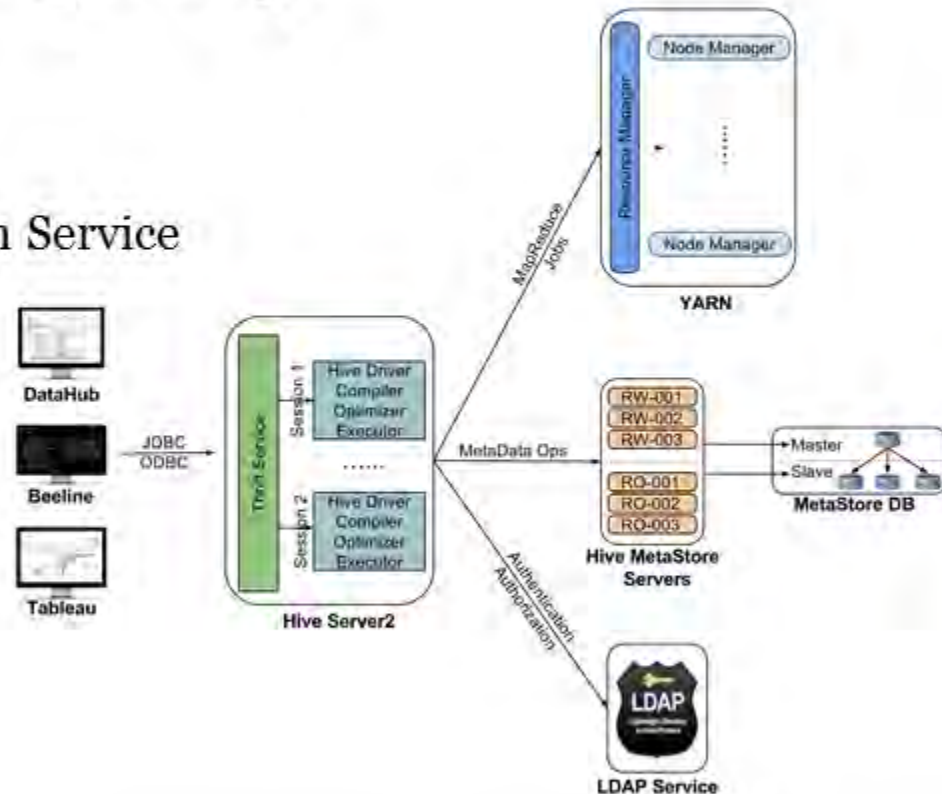 n Service
DataHub
Beeline
Tableau
JDBC
ODBC
Thrift Service
Session 1
Hive Driver
Compiler
Optimizer
Executor
......
Session 2
Hive Driver
Compiler
Optimizer
Executor
Hive Server2
MapReduce
Jobs
MetaData Ops
Authentication
Authorization
Resource Manager
Node Manager
......
Node Manager
YARN
RW-001
RW-002
RW-003
RO-001
RO-002
RO-003
Hive MetaStore
Servers
Master
Slave
MetaStore DB
LDAP
LDAP Service